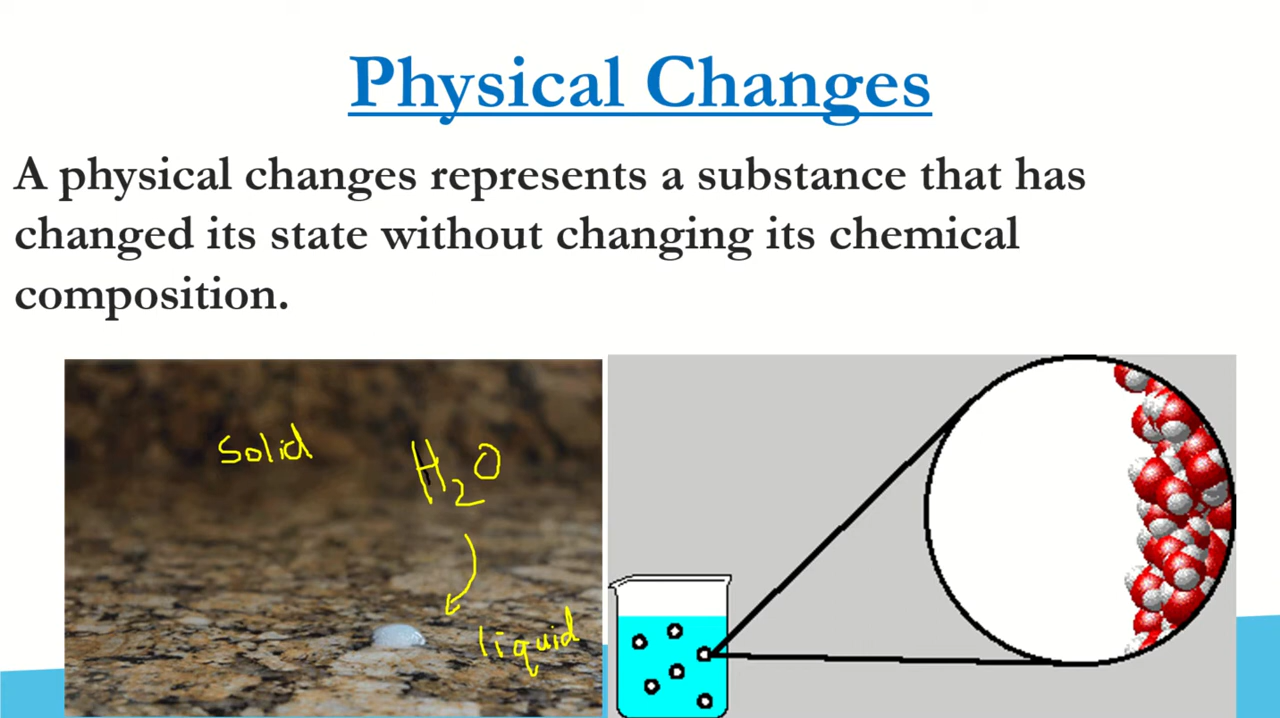 Physical Changes
A physical changes represents a substance that has
changed its state without changing its chemical
composition.
Solid
H₂O
liquid